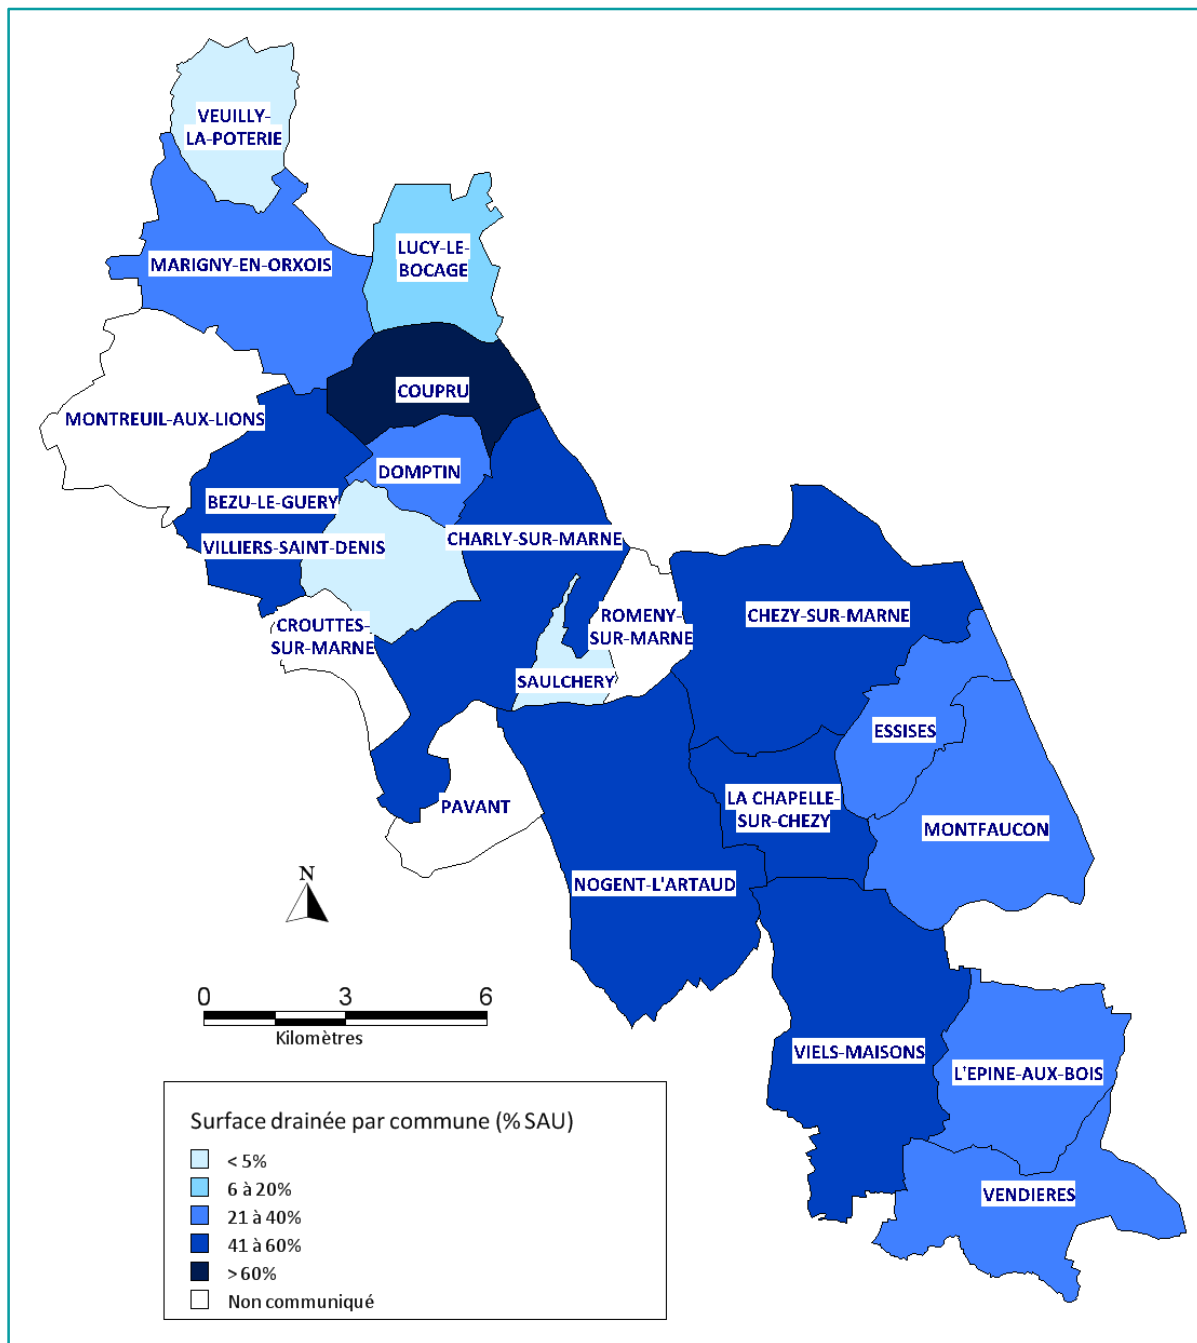 VEUILLY-
LA-POTERIE
MARIGNY-EN-ORXOIS
LUCY-LE-
BOCAGE
COUPRU
MONTREUIL-AUX-LIONS
DOMPTIN
BEZU-LE-GUERY
VILLIERS-SAINT-DENIS
CHARLY-SUR-MARNE
CROUTTES-
SUR-MARNE
ROMENY-
SUR-MARNE
CHEZY-SUR-MARNE
SAULCHERY
ESSISES
PAVANT
LA CHAPELLE-
SUR-CHEZY
MONTFAUCON
NOGENT-L'ARTAUD
N
0 3 6
Kilomètres
VIELS-MAISONS
L'EPINE-AUX-BOIS
VENDIERES
Surface drainée par commune (% SAU)
< 5%
6 à 20%
21 à 40%
41 à 60%
> 60%
Non communiqué